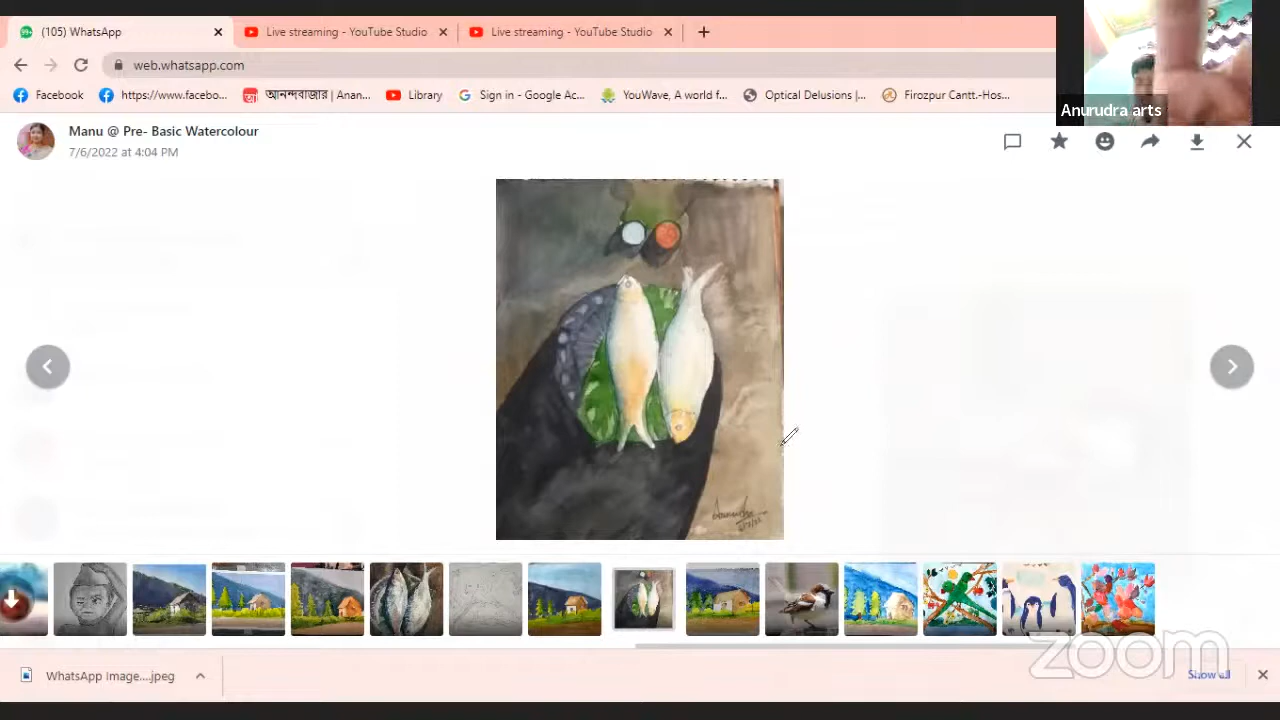 (105) WhatsApp
Live streaming - YouTube Studio
Live streaming - YouTube Studio
web.whatsapp.com
Facebook
https://www.facebo...
আনন্দবাজার | Anan...
Library
Sign in - Google Ac...
YouWave, A world f...
Optical Delusions |...
Firozpur Cantt.-Hos...
Anurudra arts
Manu @ Pre- Basic Watercolour
7/6/2022 at 4:04 PM
WhatsApp Image....jpeg
Show all
zoom